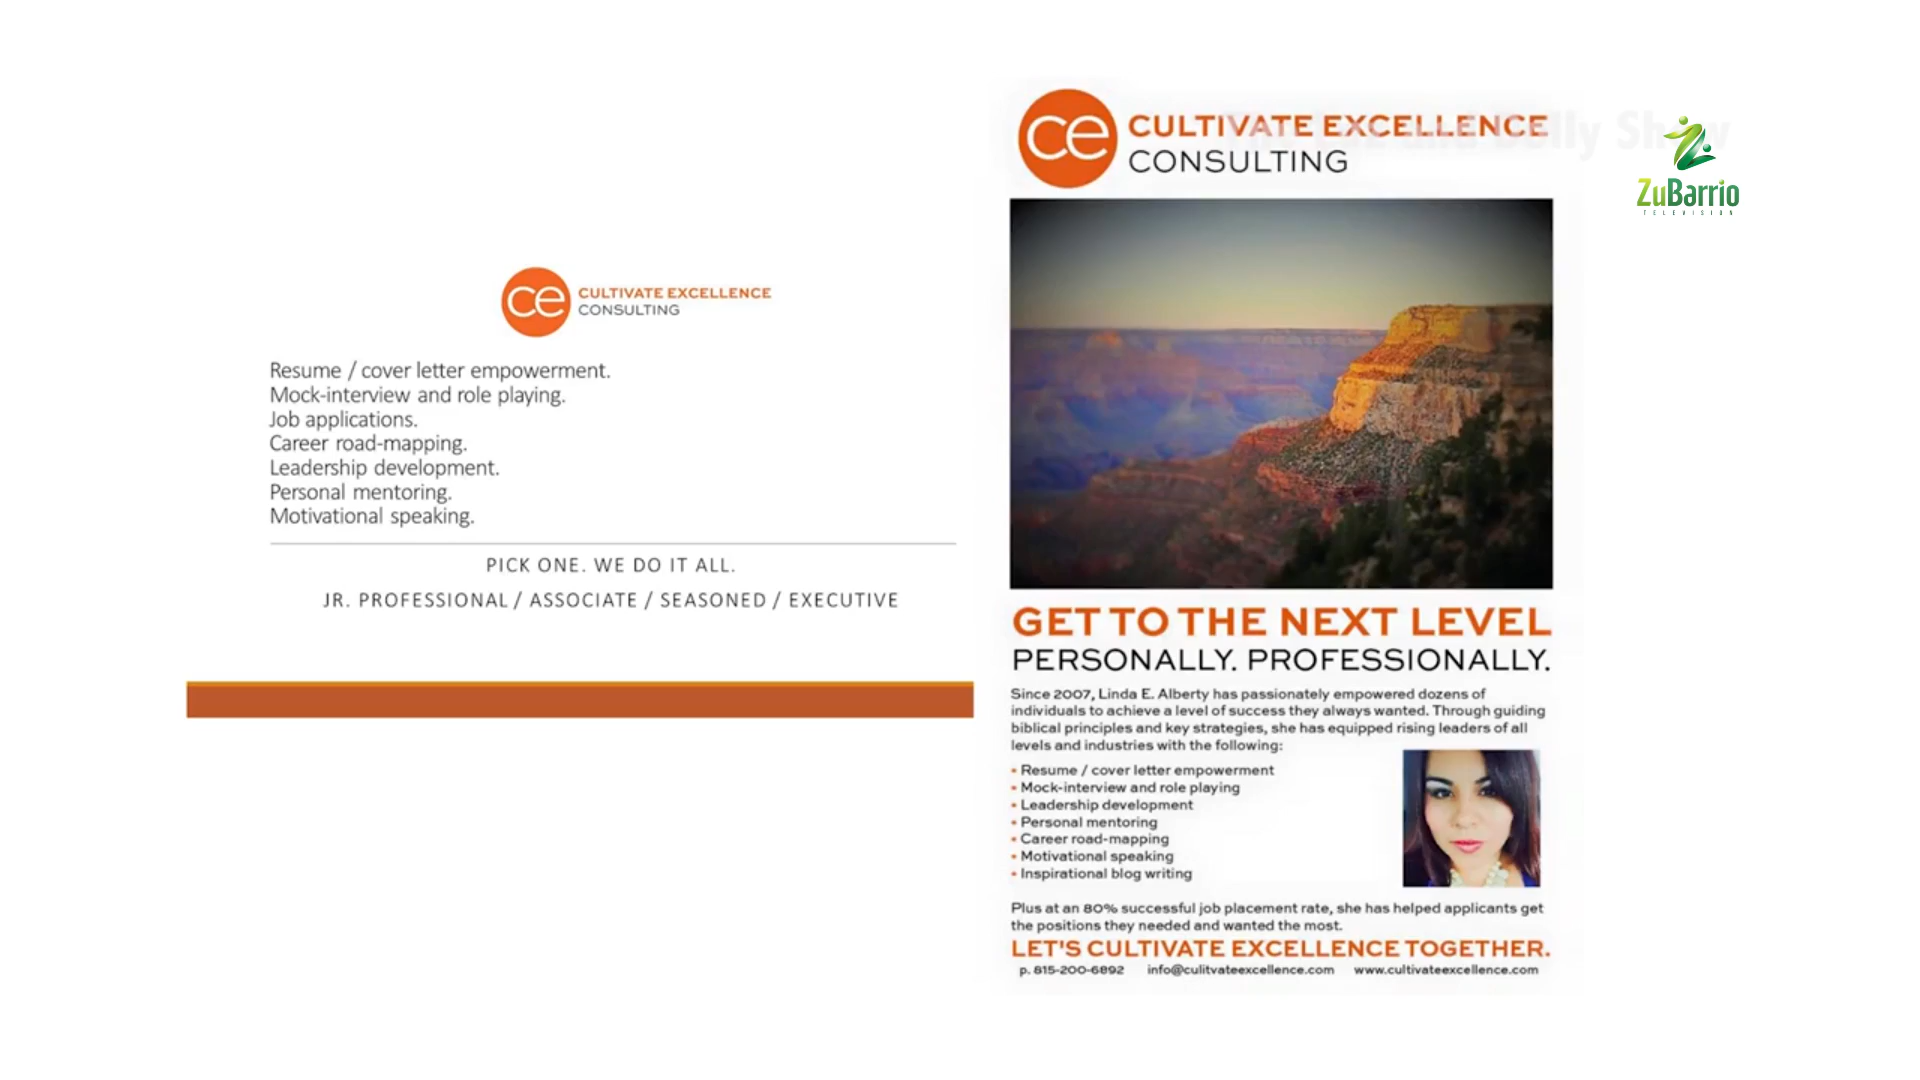 ce CULTIVATE EXCELLENCE
CONSULTING
Resume / cover letter empowerment.
Mock-interview and role playing.
Job applications.
Career road-mapping.
Leadership development.
Personal mentoring.
Motivational speaking.
PICK ONE. WE DO IT ALL.
JR. PROFESSIONAL / ASSOCIATE / SEASONED / EXECUTIVE
ce CULTIVATE EXCELLENCE
CONSULTING
GET TO THE NEXT LEVEL
PERSONALLY. PROFESSIONALLY.
Since 2007, Linda E. Alberty has passionately empowered dozens of
individuals to achieve a level of success they always wanted. Through guiding
biblical principles and key strategies, she has equipped rising leaders of all
levels and industries with the following:
• Resume / cover letter empowerment
• Mock-interview and role playing
• Leadership development
• Personal mentoring
• Career road-mapping
• Motivational speaking
• Inspirational blog writing
Plus at an 80% successful job placement rate, she has helped applicants get
the positions they needed and wanted the most.
LET'S CULTIVATE EXCELLENCE TOGETHER.
p. 815-200-6892 info@culitvateexcellence.com www.cultivateexcellence.com
ZuBarrio
TELEVISION